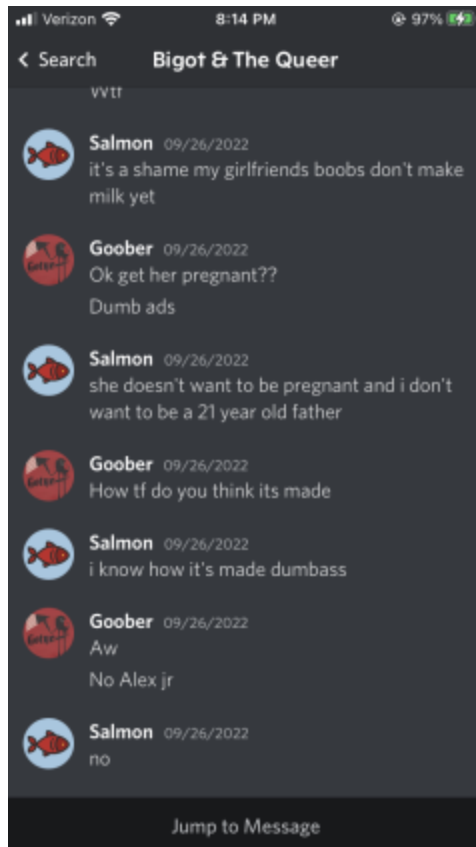 Verizon
8:14 PM
97%
Search
Bigot & The Queer
Wtf
Salmon 09/26/2022
it's a shame my girlfriends boobs don't make
milk yet
Goober 09/26/2022
Ok get her pregnant??
Dumb ads
Salmon 09/26/2022
she doesn't want to be pregnant and i don't
want to be a 21 year old father
Goober 09/26/2022
How tf do you think its made
Salmon 09/26/2022
i know how it's made dumbass
Goober 09/26/2022
Aw
No Alex jr
Salmon 09/26/2022
no
Jump to Message